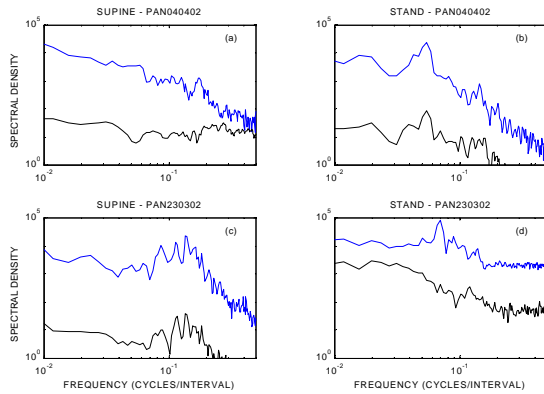 SUPINE - PAN040402
STAND - PAN040402
10^5
(a)
10^5
(b)
SPECTRAL DENSITY
10^0
10^-2
10^-1
10^0
10^-2
10^-1
SUPINE - PAN230302
STAND - PAN230302
10^5
(c)
10^5
(d)
SPECTRAL DENSITY
10^0
10^-2
10^-1
10^0
10^-2
10^-1
FREQUENCY (CYCLES/INTERVAL)
FREQUENCY (CYCLES/INTERVAL)